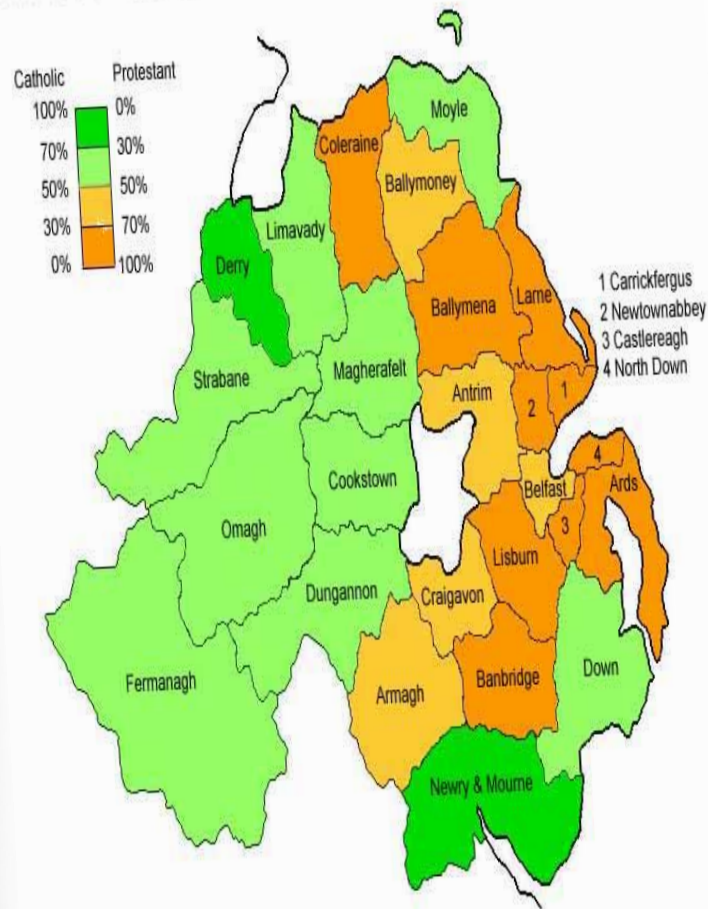 Catholic
Protestant
100%
0%
70%
30%
50%
50%
30%
70%
0%
100%
Moyle
Coleraine
Ballymoney
Limavady
Derry
Ballymena
Larne
1 Carrickfergus
2 Newtownabbey
3 Castlereagh
4 North Down
Strabane
Magherafelt
Antrim
2
1
4
Cookstown
Belfast
Ards
3
Omagh
Lisburn
Dungannon
Craigavon
Fermanagh
Armagh
Banbridge
Down
Newry & Mourne